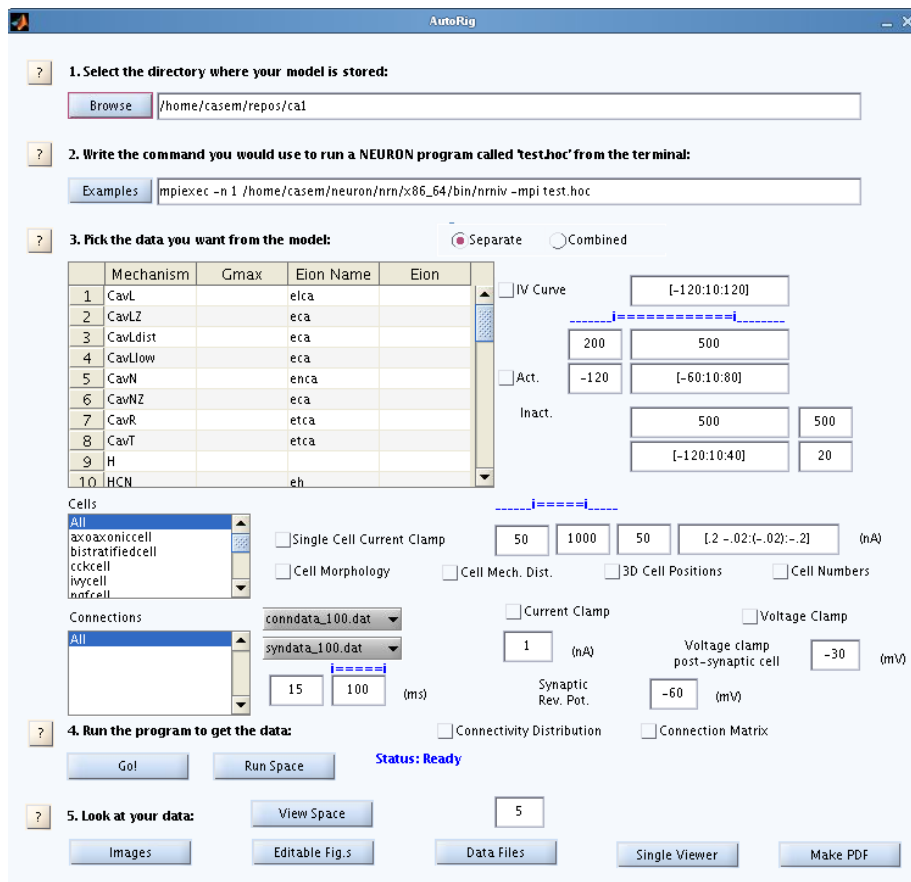 AutoRig
? 1. Select the directory where your model is stored:
Browse /home/casem/repos/ca1
? 2. Write the command you would use to run a NEURON program called 'test.hoc' from the terminal:
Examples mpiexec -n 1 /home/casem/neuron/nrn/x86_64/bin/nrniv -mpi test.hoc
? 3. Pick the data you want from the model: Separate Combined
Mechanism Gmax Eion Name Eion
1 CavL elca
2 CavLZ eca
3 CavLdist eca
4 CavLlow eca
5 CavN enca
6 CavNZ eca
7 CavR etca
8 CavT etca
9 H
10 HCN eh
IV Curve [-120:10:120]
______i============i_______
200 500
Act. -120 [-60:10:80]
Inact. 500 500
[-120:10:40] 20
Cells
All
axoaxoniccell
bistratifiedcell
cckcell
ivycell
ngfcell
______i=====i_____
Single Cell Current Clamp 50 1000 50 [.2 -.02:(-.02):-.2] (nA)
Cell Morphology Cell Mech. Dist. 3D Cell Positions Cell Numbers
Connections
All
conndata_100.dat
syndata_100.dat
i=====i
15 100 (ms)
Current Clamp Voltage Clamp
1 (nA) Voltage clamp
post-synaptic cell -30 (mV)
Synaptic
Rev. Pot. -60 (mV)
? 4. Run the program to get the data: Connectivity Distribution Connection Matrix
Go! Run Space Status: Ready
? 5. Look at your data: View Space 5
Images Editable Fig.s Data Files Single Viewer Make PDF